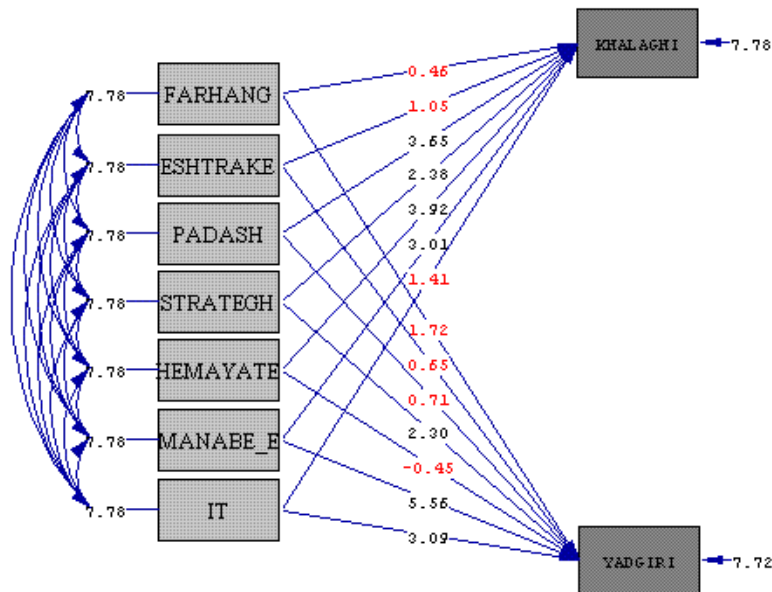 KHALAGHI
7.78
0.46
7.78
FARHANG
1.05
3.65
7.78
ESHTRAKE
2.38
3.92
7.78
PADASH
3.01
1.41
7.78
STRATEGH
1.72
0.65
7.78
HEMAYATE
0.71
2.30
7.78
MANABE_E
-0.45
5.56
7.78
IT
3.09
YADGIRI
7.72